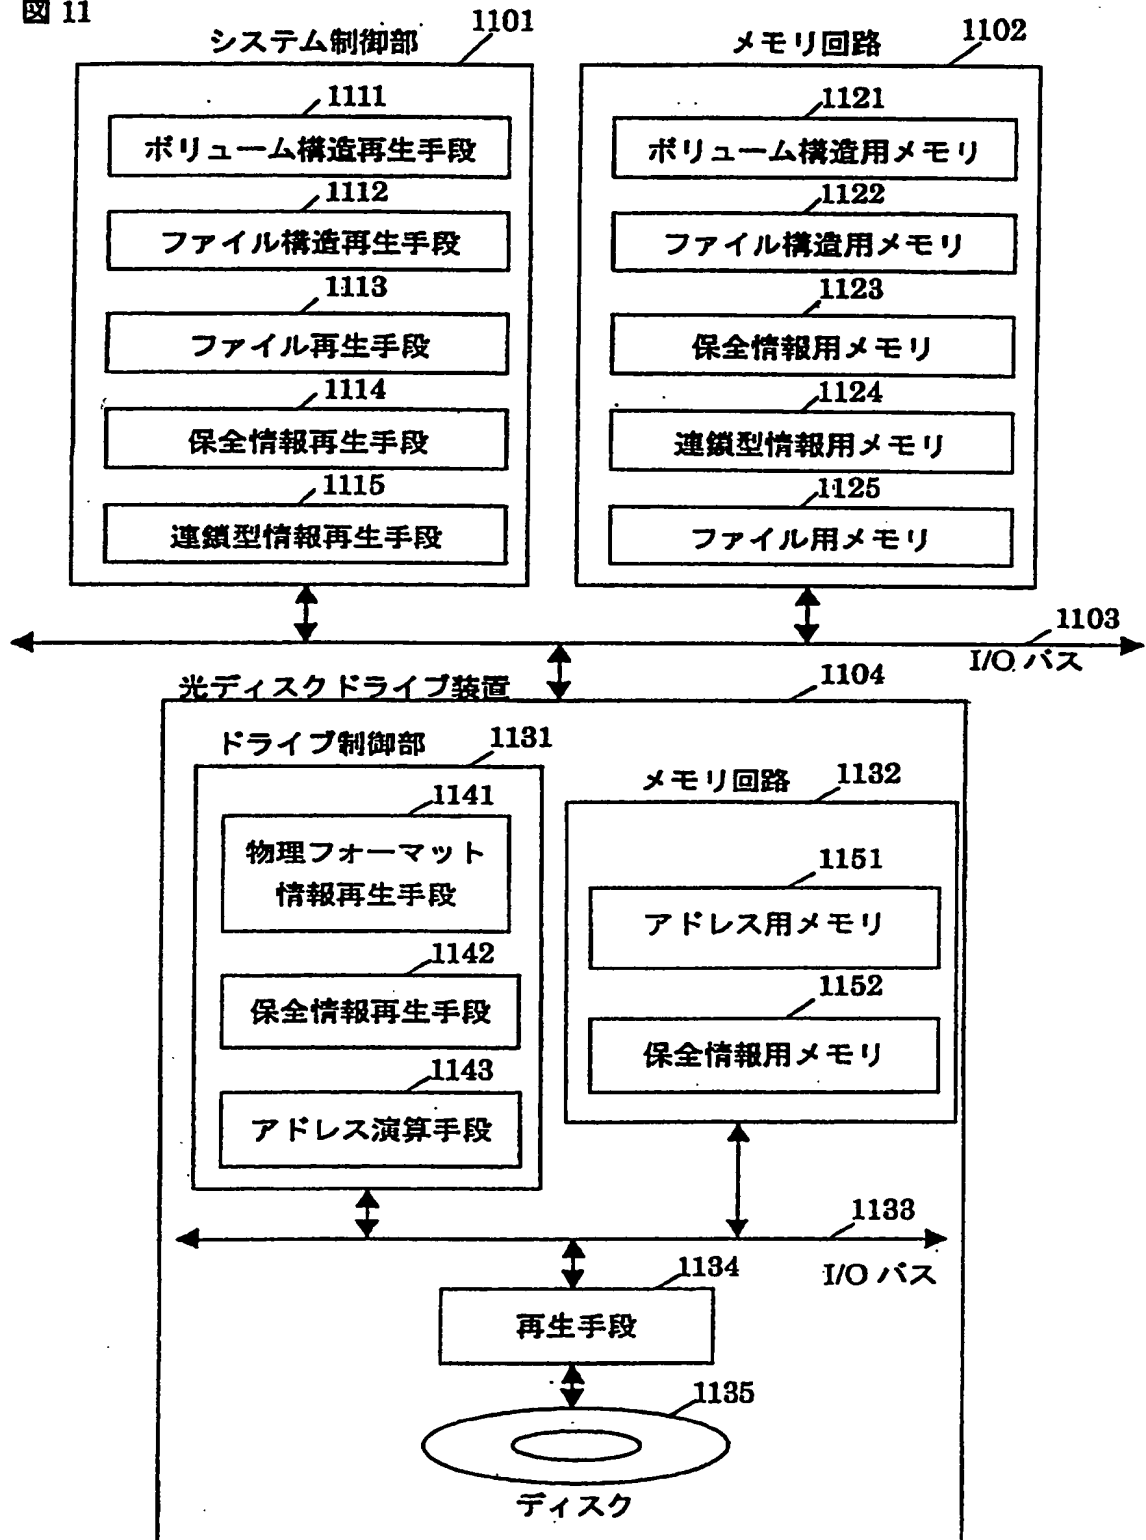 図 11
システム制御部
1101
1111
ボリューム構造再生手段
1112
ファイル構造再生手段
1113
ファイル再生手段
1114
保全情報再生手段
1115
連鎖型情報再生手段
メモリ回路
1102
1121
ボリューム構造用メモリ
1122
ファイル構造用メモリ
1123
保全情報用メモリ
1124
連鎖型情報用メモリ
1125
ファイル用メモリ
1103
I/O バス
光ディスクドライブ装置
1104
ドライブ制御部
1131
1141
物理フォーマット
情報再生手段
1142
保全情報再生手段
1143
アドレス演算手段
メモリ回路
1132
1151
アドレス用メモリ
1152
保全情報用メモリ
1133
I/O バス
1134
再生手段
1135
ディスク